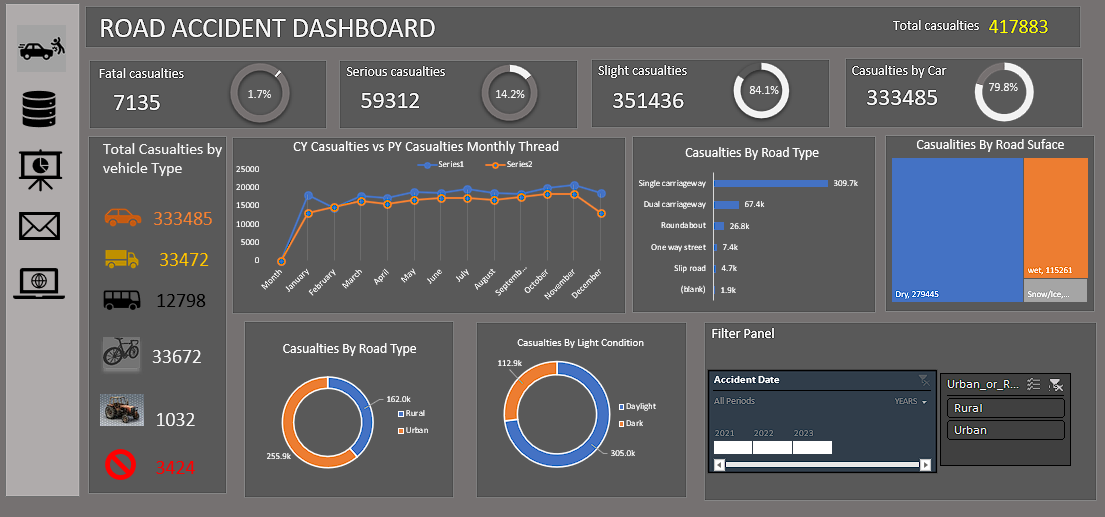 ROAD ACCIDENT DASHBOARD
Total casualties 417883
Fatal casualties
7135
1.7%
Serious casualties
59312
14.2%
Slight casualties
351436
84.1%
Casualties by Car
333485
79.8%
Total Casualties by
vehicle Type
333485
33472
12798
33672
1032
3424
CY Casualties vs PY Casualties Monthly Thread
Series1
Series2
25000
20000
15000
10000
5000
0
Month
January
February
March
April
May
June
July
August
Septemb...
October
November
December
Casualties By Road Type
Single carriageway 309.7k
Dual carriageway 67.4k
Roundabout 26.8k
One way street 7.4k
Slip road 4.7k
(blank) 1.9k
Casualities By Road Suface
Dry, 279445
wet, 115261
Snow/Ice,...
Casualties By Road Type
162.0k
Rural
Urban
255.9k
Casualties By Light Condition
112.9k
Daylight
Dark
305.0k
Filter Panel
Accident Date
All Periods
YEARS
2021 2022 2023
Urban_or_R...
Rural
Urban